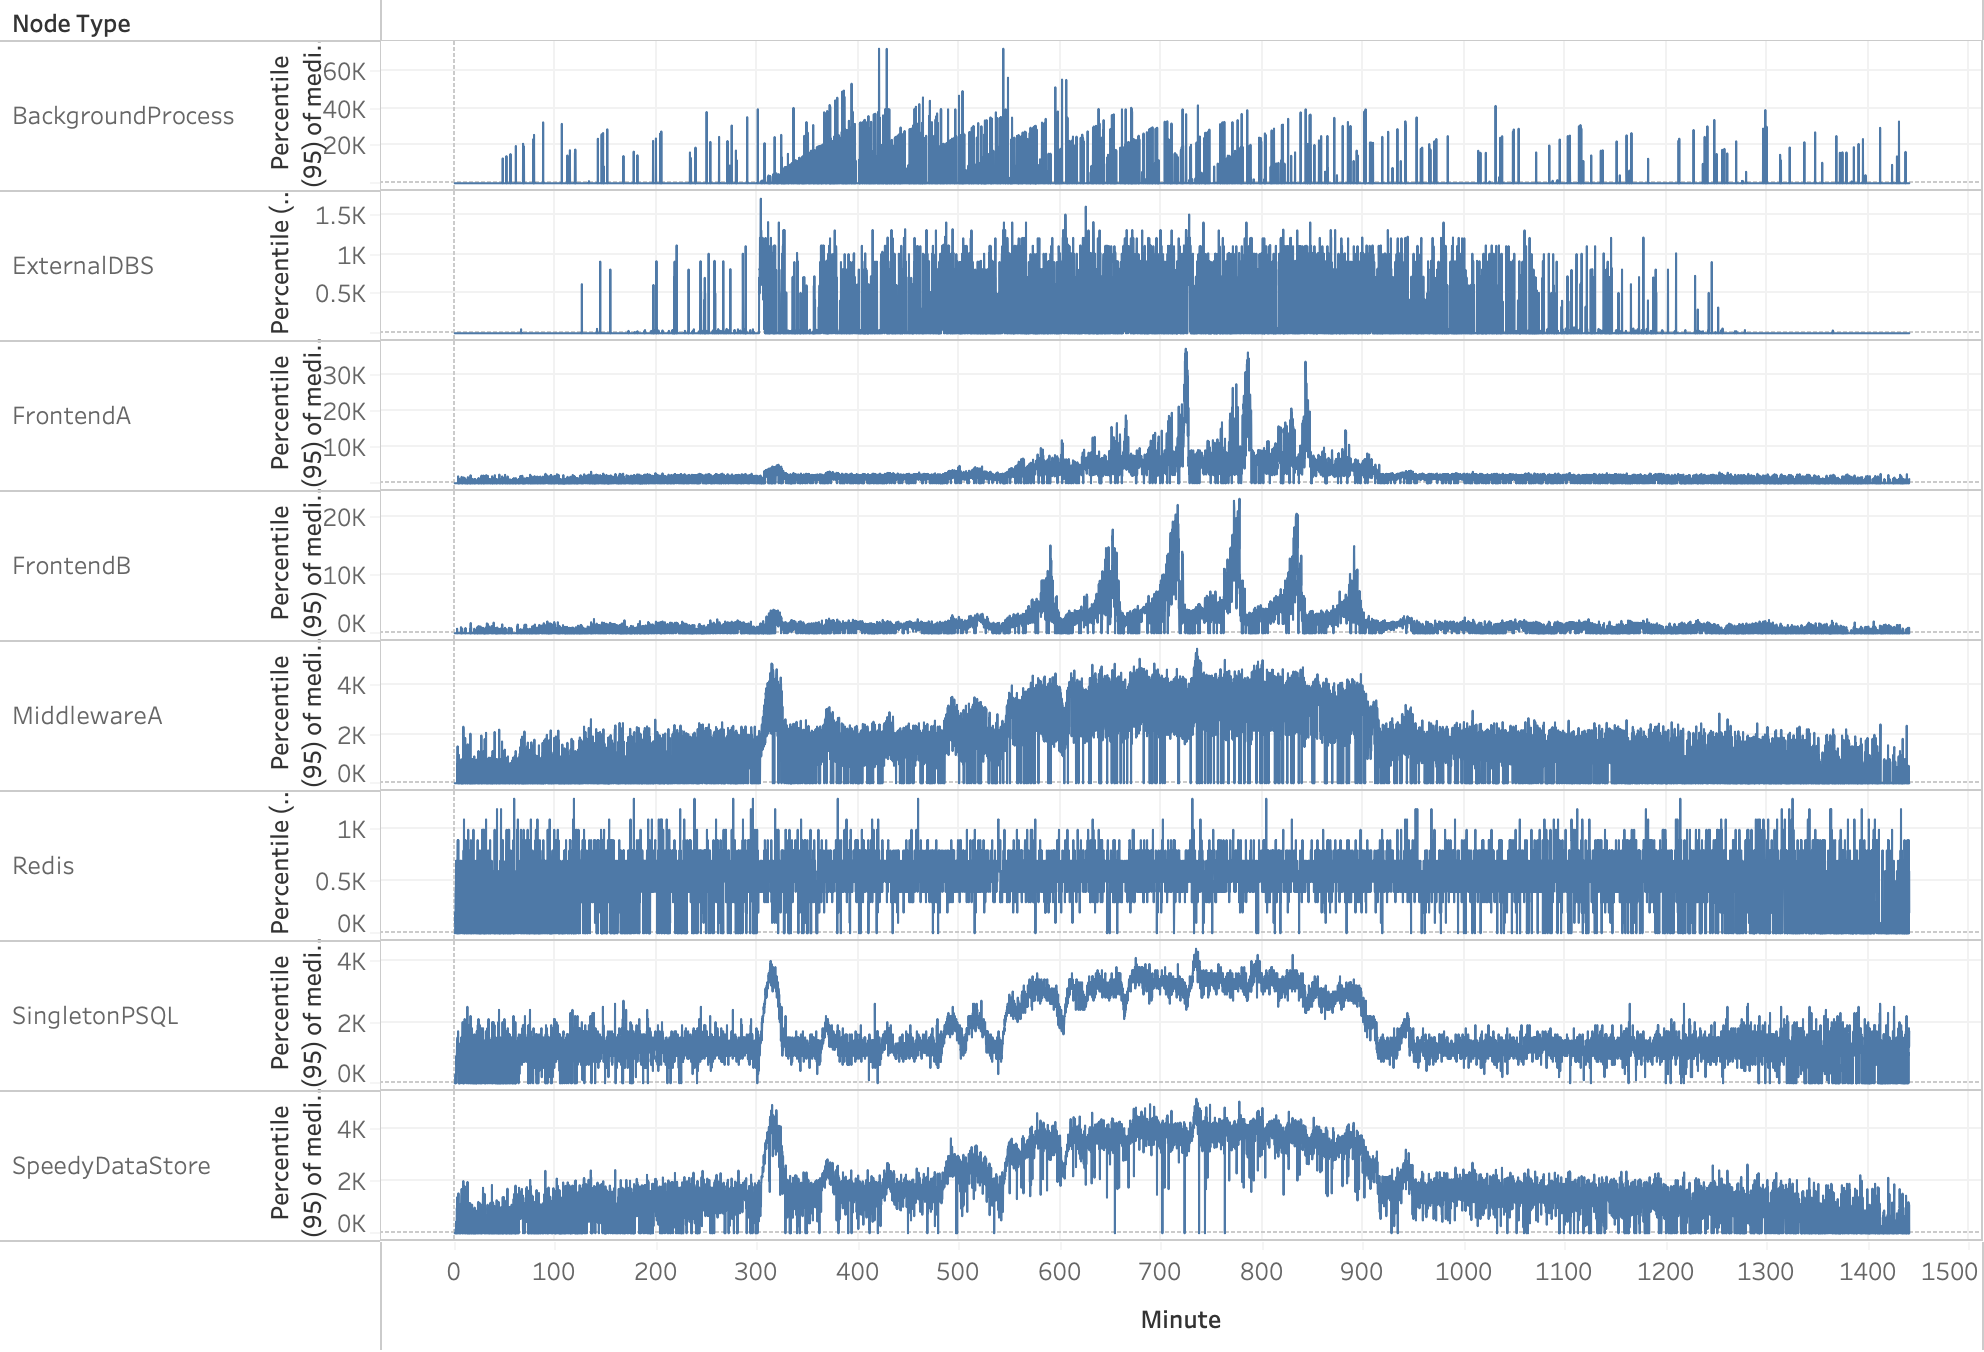 Node Type
BackgroundProcess
Percentile
(95) of medi..
60K
40K
20K
ExternalDBS
Percentile (..
1.5K
1K
0.5K
FrontendA
Percentile
(95) of medi..
30K
20K
10K
FrontendB
Percentile
(95) of medi..
20K
10K
0K
MiddlewareA
Percentile
(95) of medi..
4K
2K
0K
Redis
Percentile (..
1K
0.5K
0K
SingletonPSQL
Percentile
(95) of medi..
4K
2K
0K
SpeedyDataStore
Percentile
(95) of medi..
4K
2K
0K
0 100 200 300 400 500 600 700 800 900 1000 1100 1200 1300 1400 1500
Minute